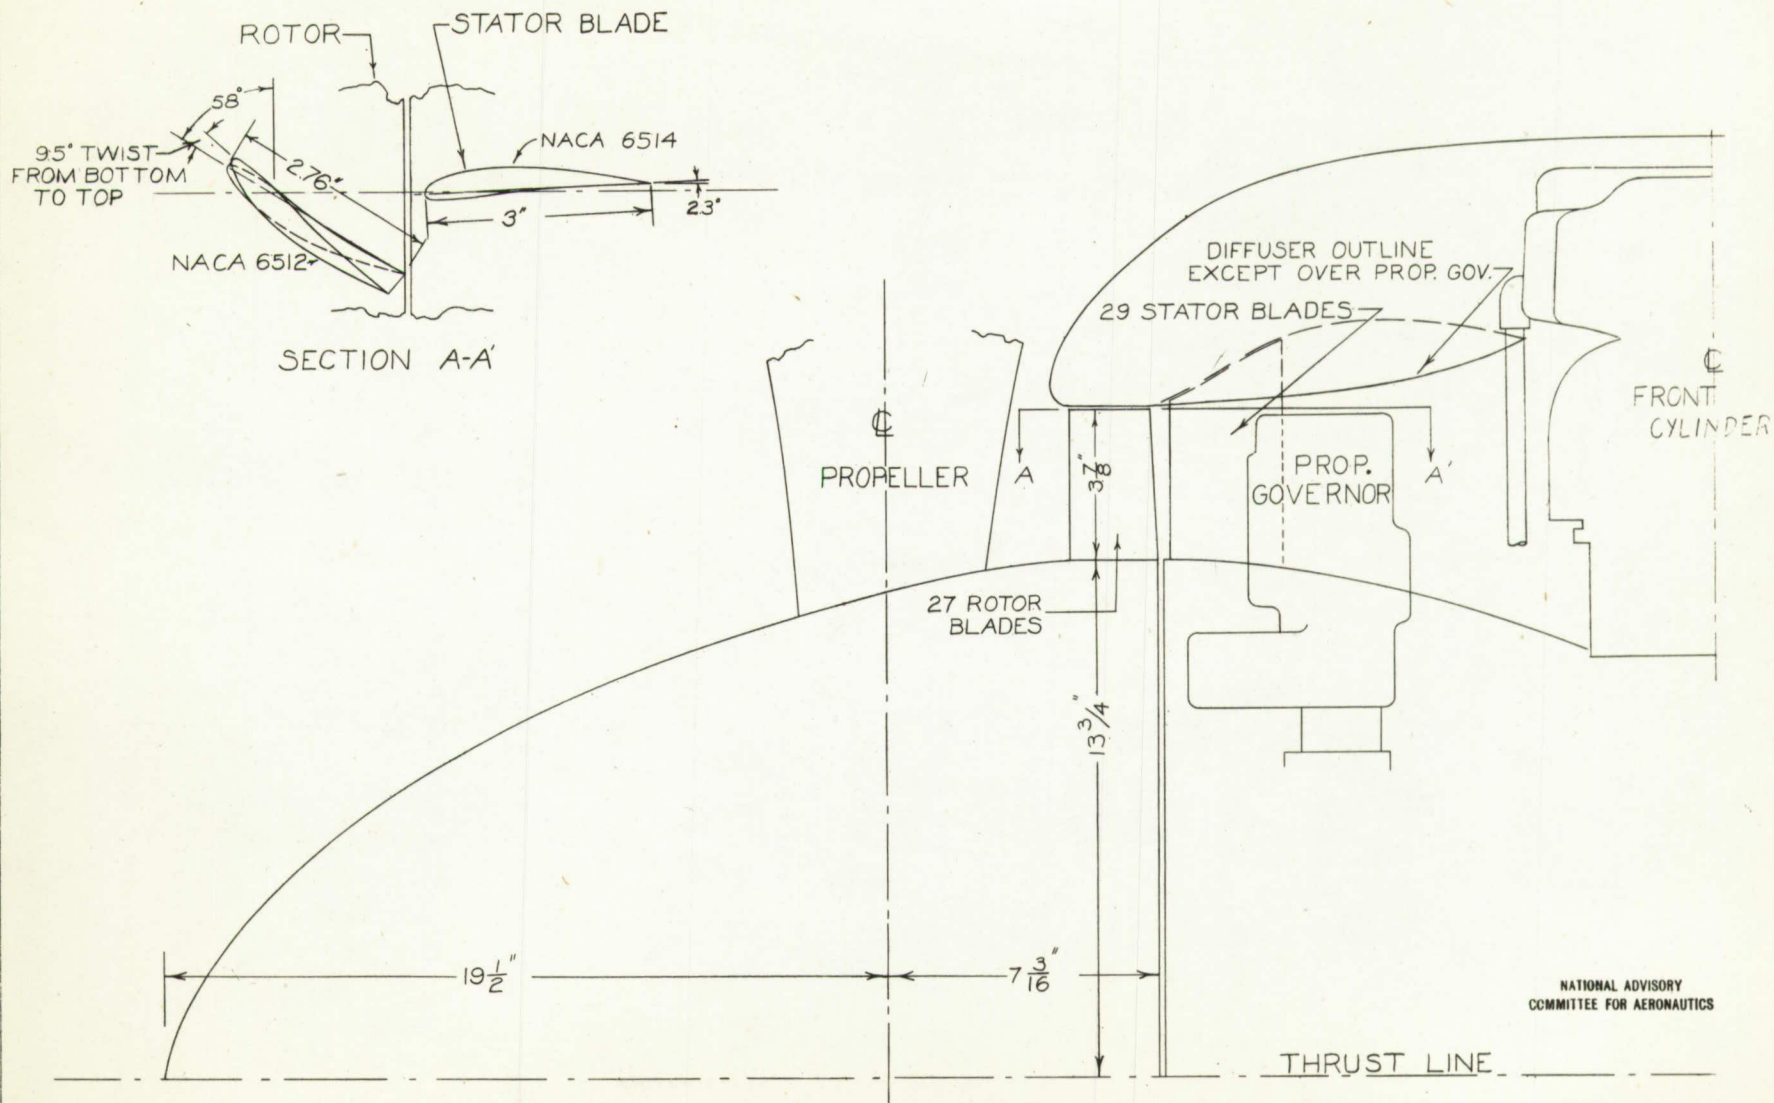 ROTOR
STATOR BLADE
58°
9.5° TWIST
FROM BOTTOM
TO TOP
2.76"
NACA 6514
3"
2.3°
NACA 6512
SECTION A-A'
DIFFUSER OUTLINE
EXCEPT OVER PROP. GOV.
29 STATOR BLADES
℄
FRONT
CYLINDER
℄
PROPELLER
A
3 7/8"
PROP.
GOVERNOR
A'
27 ROTOR
BLADES
13 3/4"
19 1/2"
7 3/16"
NATIONAL ADVISORY
COMMITTEE FOR AERONAUTICS
THRUST LINE